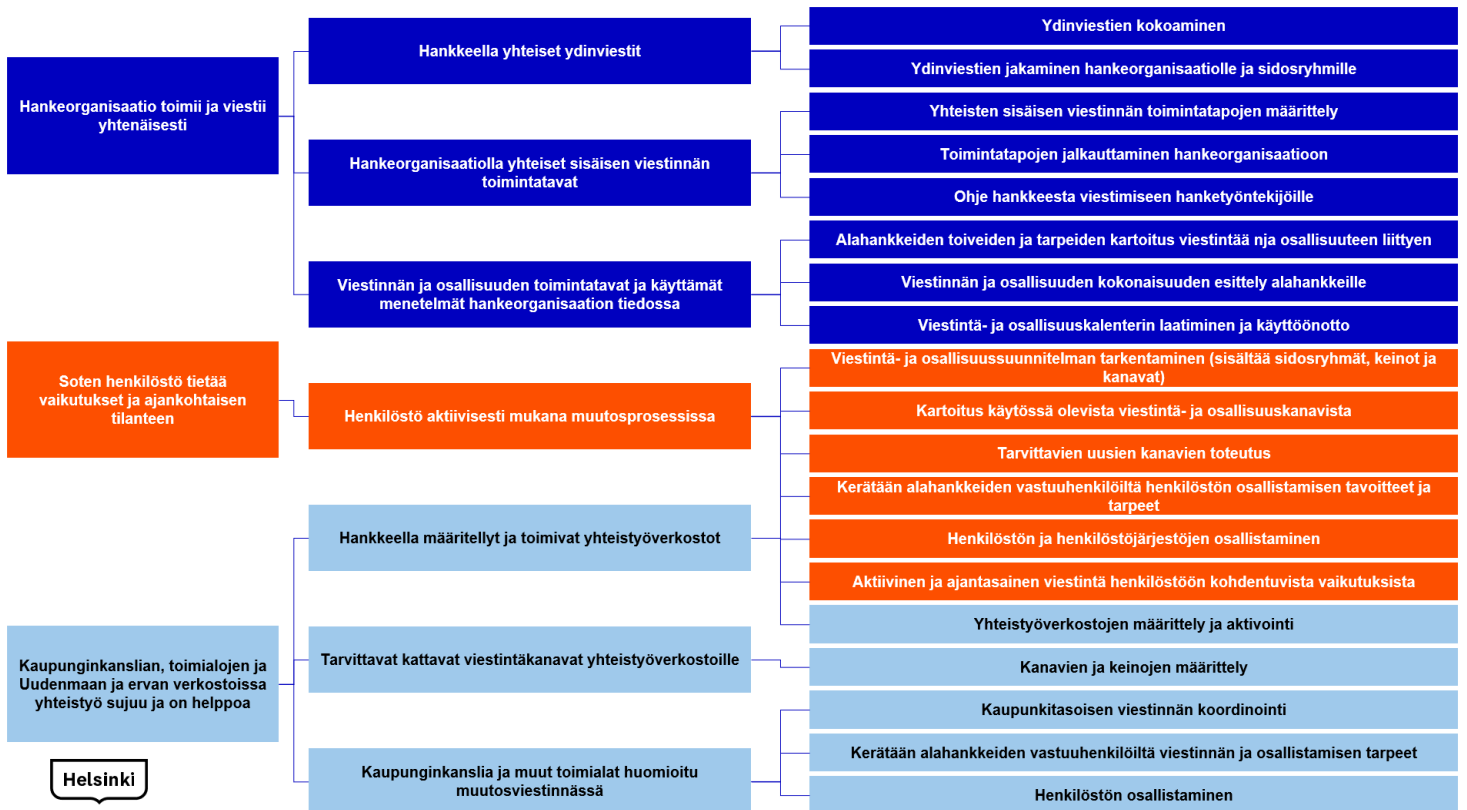 Hankeorganisaatio toimii ja viestii
yhtenäisesti
Hankkeella yhteiset ydinviestit
Ydinviestien kokoaminen
Ydinviestien jakaminen hankeorganisaatiolle ja sidosryhmille
Hankeorganisaatiolla yhteiset sisäisen viestinnän
toimintatavat
Yhteisten sisäisen viestinnän toimintatapojen määrittely
Toimintatapojen jalkauttaminen hankeorganisaatioon
Ohje hankkeesta viestimiseen hanketyöntekijöille
Viestinnän ja osallisuuden toimintatavat ja käyttämät
menetelmät hankeorganisaation tiedossa
Alahankkeiden toiveiden ja tarpeiden kartoitus viestintää nja osallisuuteen liittyen
Viestinnän ja osallisuuden kokonaisuuden esittely alahankkeille
Viestintä- ja osallisuuskalenterin laatiminen ja käyttöönotto
Soten henkilöstö tietää
vaikutukset ja ajankohtaisen
tilanteen
Henkilöstö aktiivisesti mukana muutosprosessissa
Viestintä- ja osallisuussuunnitelman tarkentaminen (sisältää sidosryhmät, keinot ja
kanavat)
Kartoitus käytössä olevista viestintä- ja osallisuuskanavista
Tarvittavien uusien kanavien toteutus
Kerätään alahankkeiden vastuuhenkilöiltä henkilöstön osallistamisen tavoitteet ja
tarpeet
Henkilöstön ja henkilöstöjärjestöjen osallistaminen
Aktiivinen ja ajantasainen viestintä henkilöstöön kohdentuvista vaikutuksista
Kaupunginkanslian, toimialojen ja
Uudenmaan ja ervan verkostoissa
yhteistyö sujuu ja on helppoa
Hankkeella määritellyt ja toimivat yhteistyöverkostot
Yhteistyöverkostojen määrittely ja aktivointi
Tarvittavat kattavat viestintäkanavat yhteistyöverkostoille
Kanavien ja keinojen määrittely
Kaupunginkanslia ja muut toimialat huomioitu
muutosviestinnässä
Kaupunkitasoisen viestinnän koordinointi
Kerätään alahankkeiden vastuuhenkilöiltä viestinnän ja osallistamisen tarpeet
Henkilöstön osallistaminen
Helsinki